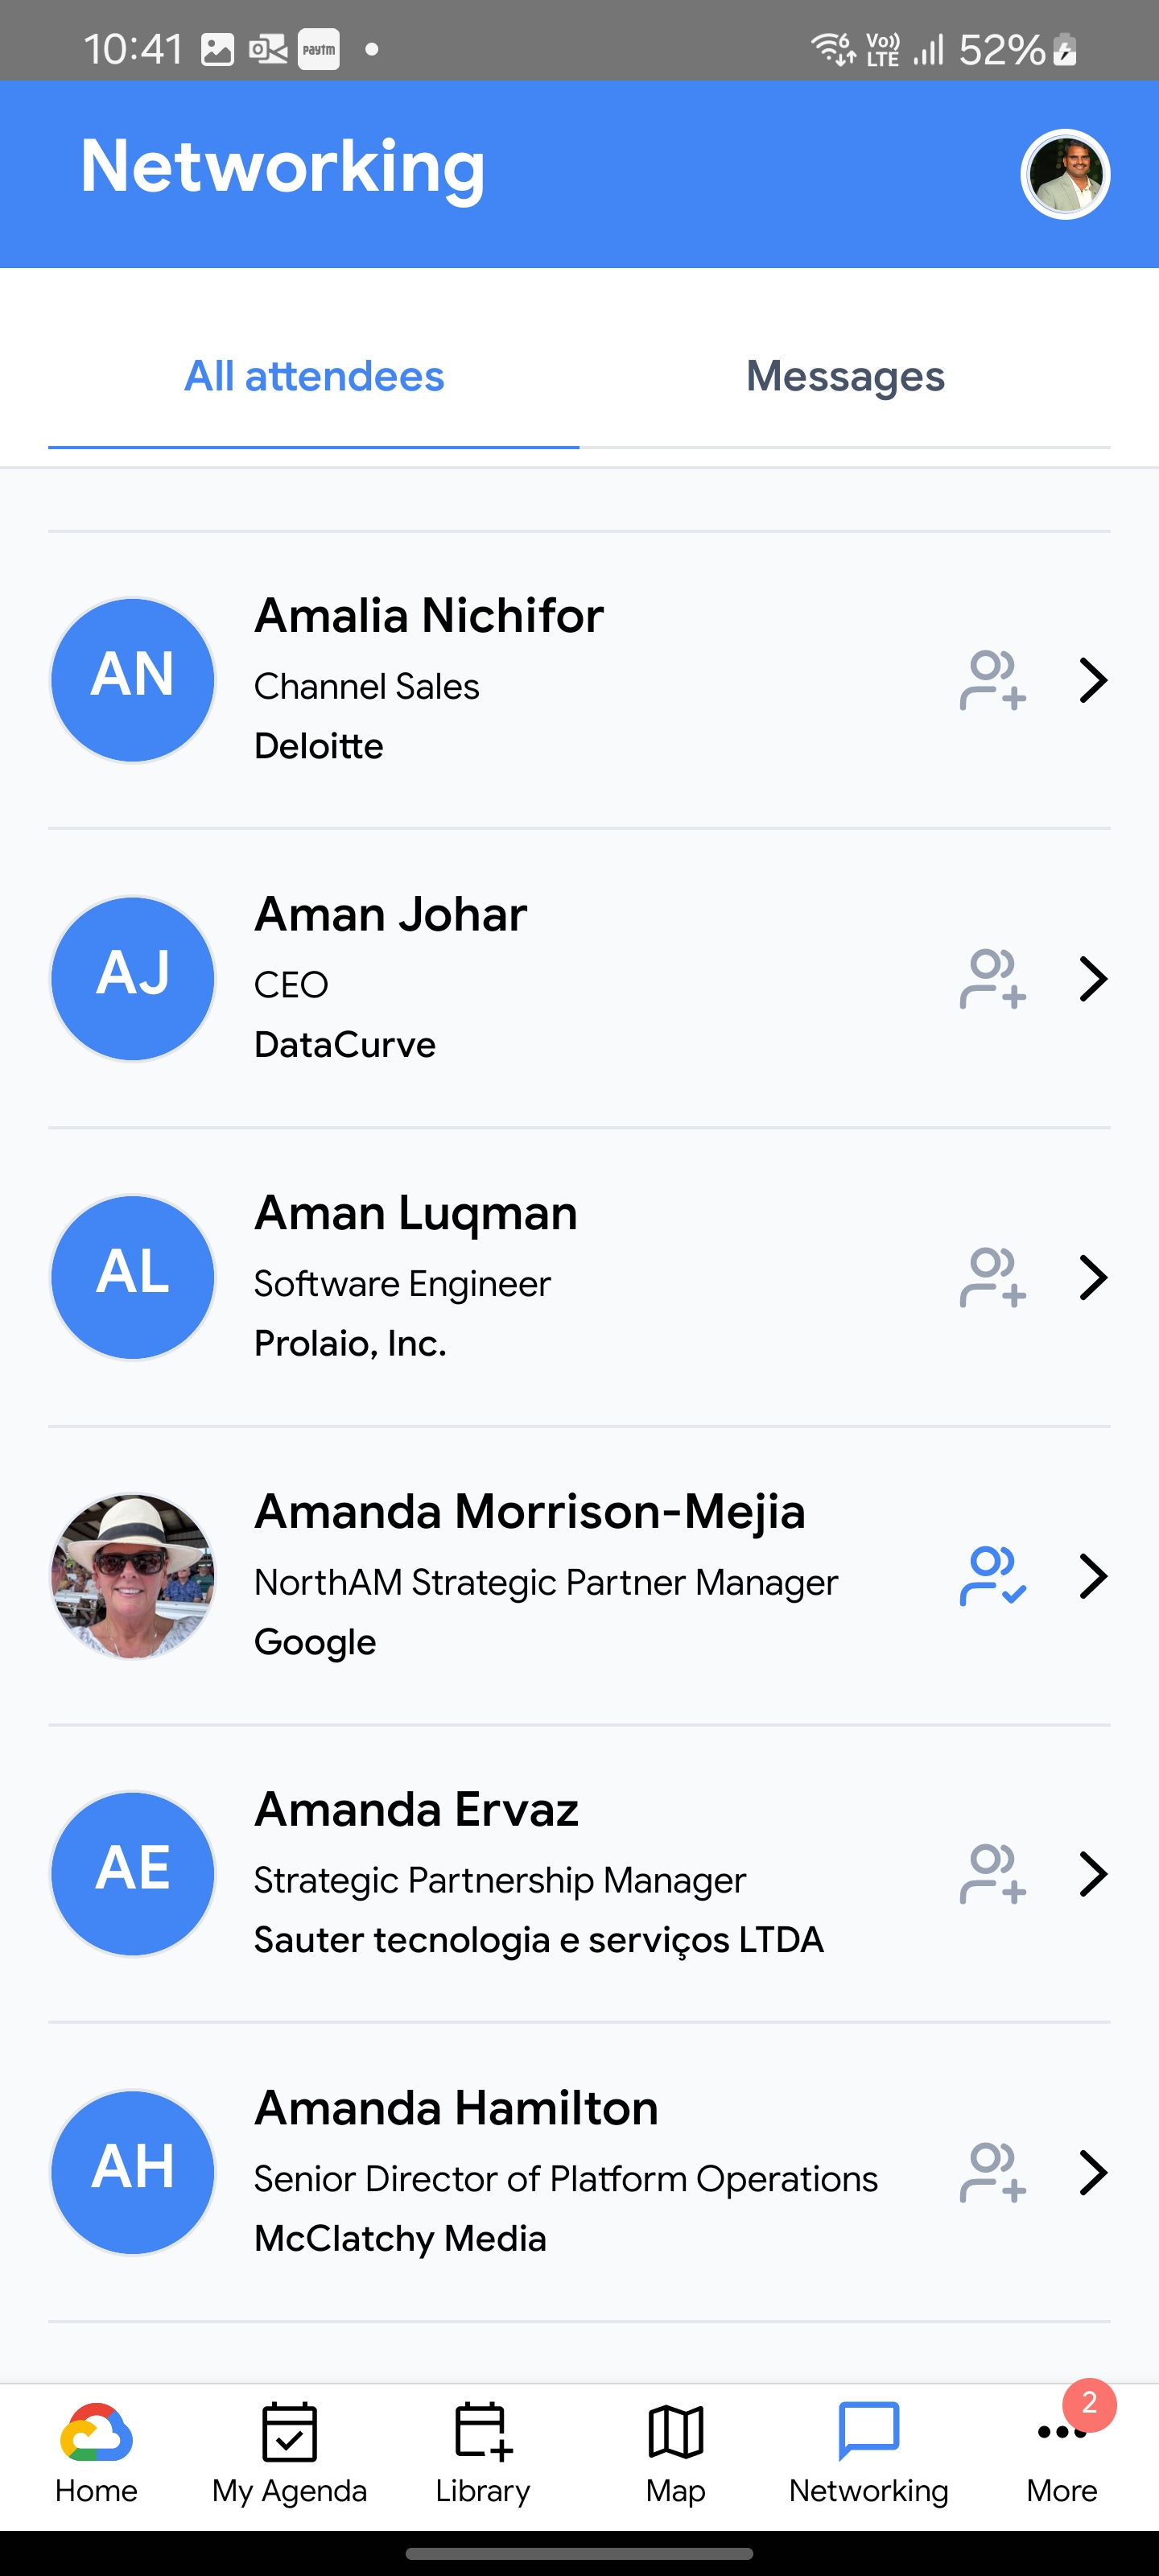 10:41 Paytm Vo)) LTE 6 52%
Networking
All attendees Messages
AN
Amalia Nichifor
Channel Sales
Deloitte
AJ
Aman Johar
CEO
DataCurve
AL
Aman Luqman
Software Engineer
Prolaio, Inc.
Amanda Morrison-Mejia
NorthAM Strategic Partner Manager
Google
AE
Amanda Ervaz
Strategic Partnership Manager
Sauter tecnologia e serviços LTDA
AH
Amanda Hamilton
Senior Director of Platform Operations
McClatchy Media
2
Home My Agenda Library Map Networking More